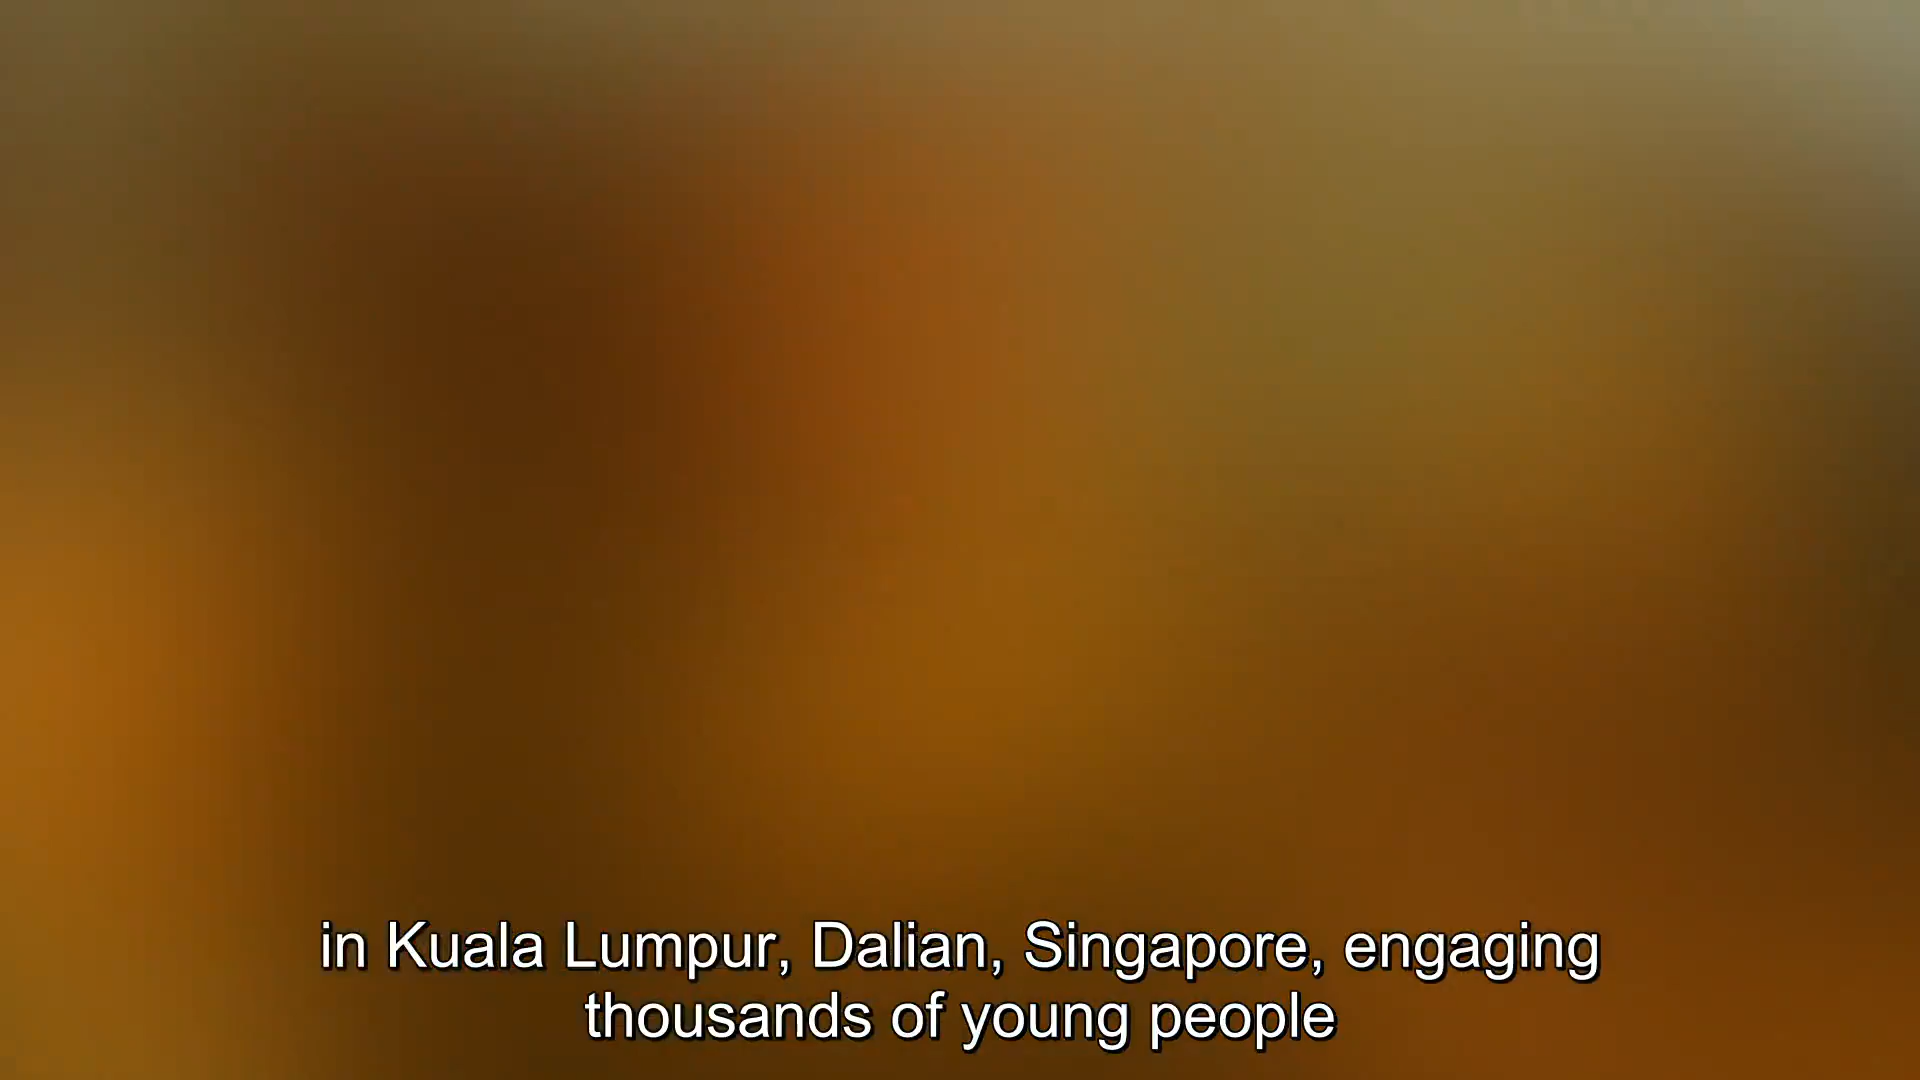 in Kuala Lumpur, Dalian, Singapore, engaging
thousands of young people